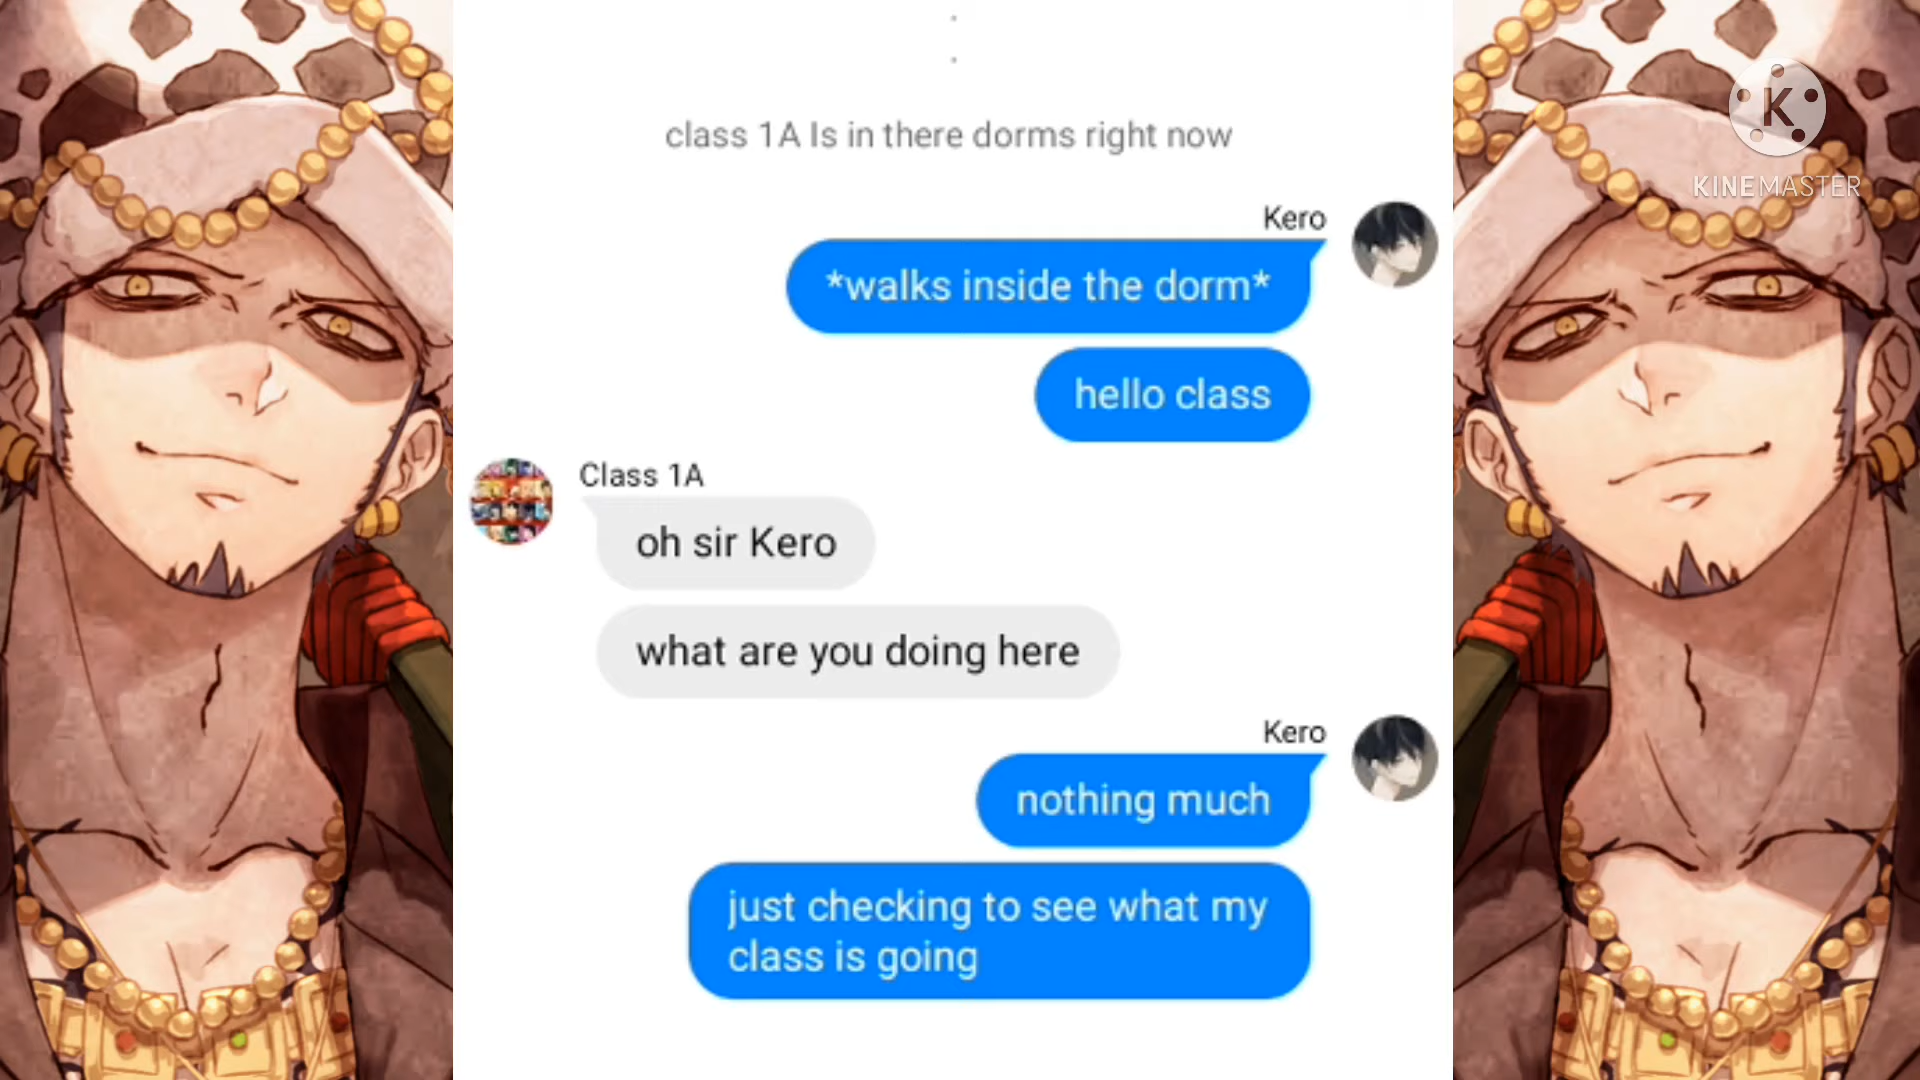 class 1A Is in there dorms right now
Kero
*walks inside the dorm*
hello class
Class 1A
oh sir Kero
what are you doing here
Kero
nothing much
just checking to see what my
class is going
K
KINEMASTER